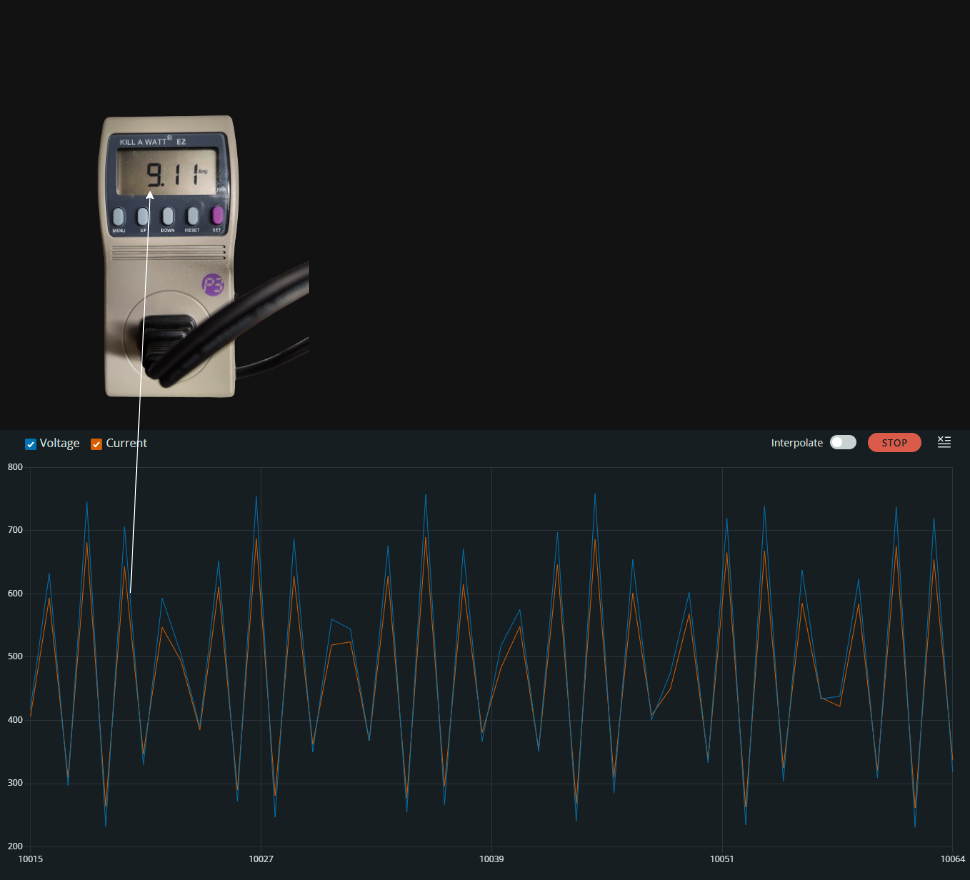 KILL A WATT® EZ
9.11 Amp
MENU UP DOWN RESET SET
P3
Voltage Current Interpolate STOP
800
700
600
500
400
300
200
10015 10027 10039 10051 10064